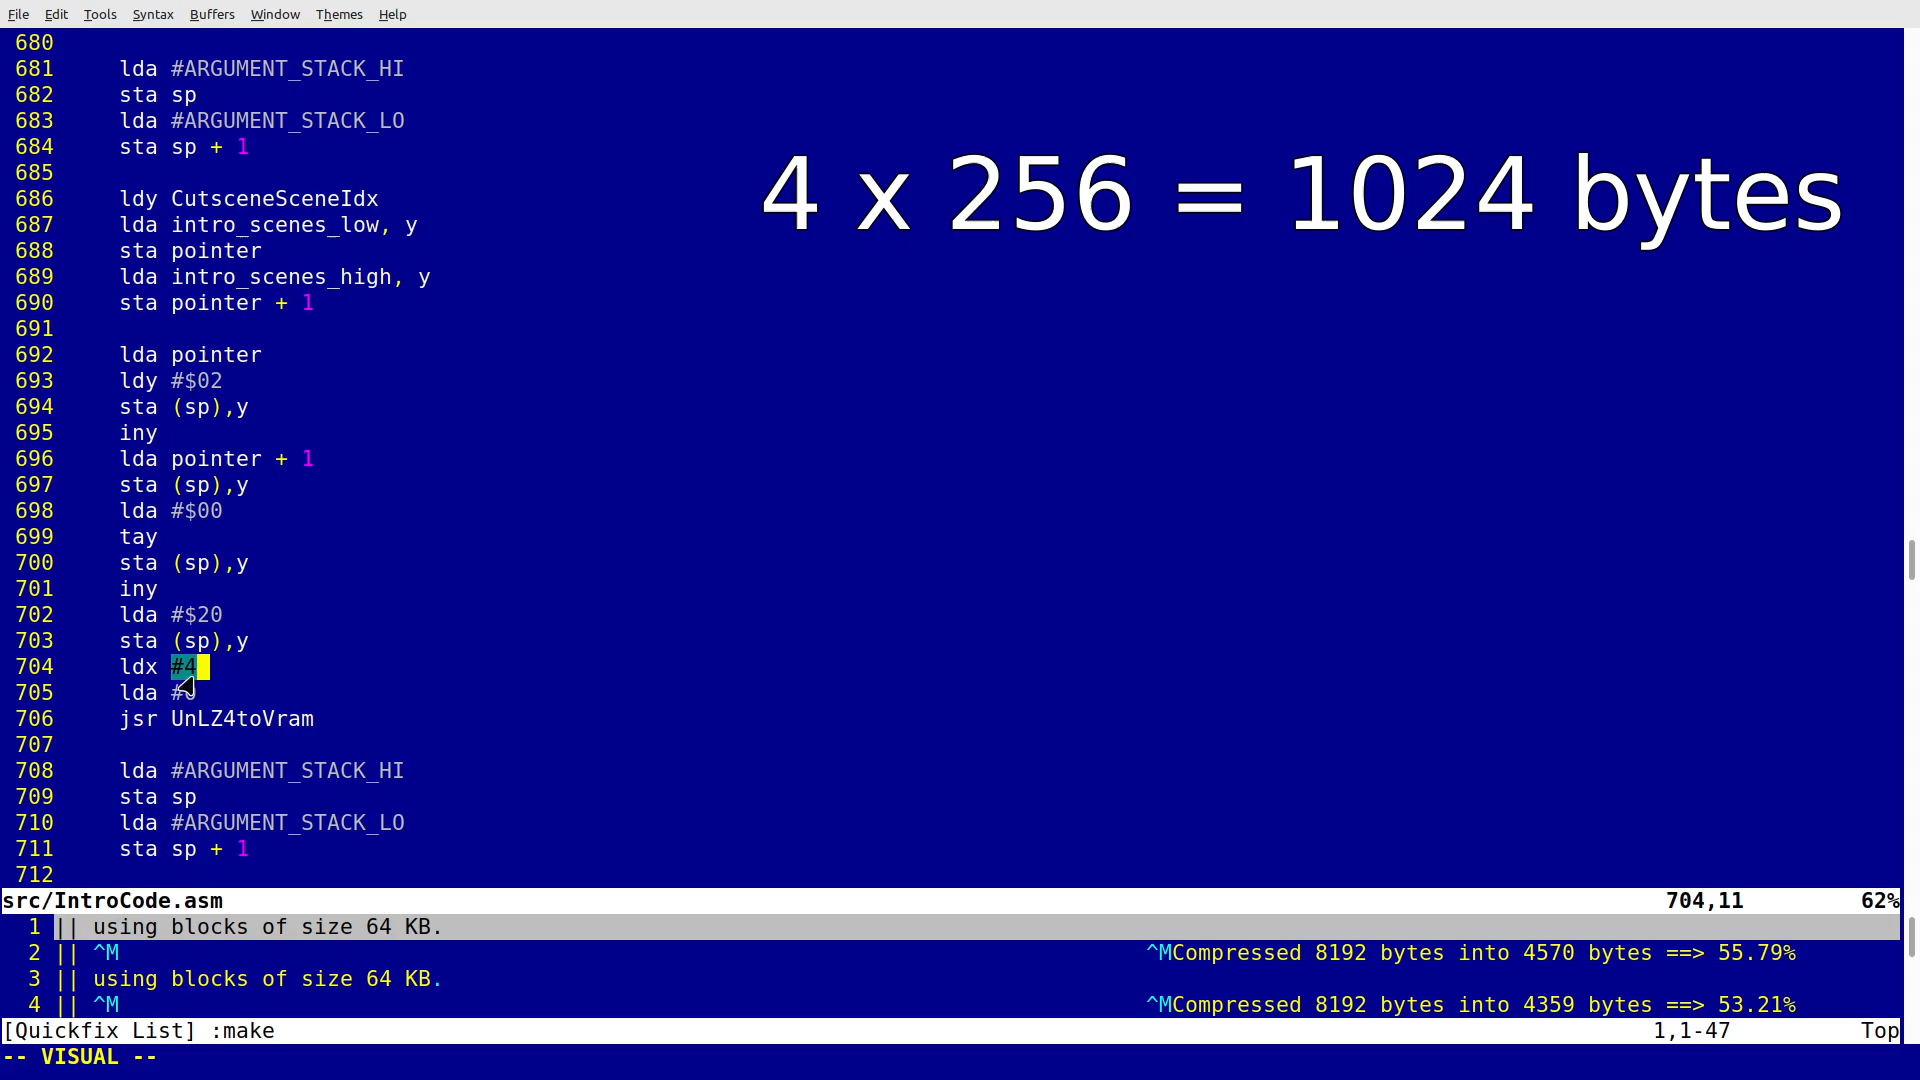 File Edit Tools Syntax Buffers Window Themes Help
680
681 lda #ARGUMENT_STACK_HI
682 sta sp
683 lda #ARGUMENT_STACK_LO
684 sta sp + 1
4 x 256 = 1024 bytes
685
686 ldy CutsceneSceneIdx
687 lda intro_scenes_low, y
688 sta pointer
689 lda intro_scenes_high, y
690 sta pointer + 1
691
692 lda pointer
693 ldy #$02
694 sta (sp),y
695 iny
696 lda pointer + 1
697 sta (sp),y
698 lda #$00
699 tay
700 sta (sp),y
701 iny
702 lda #$20
703 sta (sp),y
704 ldx #4
705 lda #0
706 jsr UnLZ4toVram
707
708 lda #ARGUMENT_STACK_HI
709 sta sp
710 lda #ARGUMENT_STACK_LO
711 sta sp + 1
712
src/IntroCode.asm 704,11 62%
1 || using blocks of size 64 KB.
2 || ^M ^MCompressed 8192 bytes into 4570 bytes ==> 55.79%
3 || using blocks of size 64 KB.
4 || ^M ^MCompressed 8192 bytes into 4359 bytes ==> 53.21%
[Quickfix List] :make 1,1-47 Top
-- VISUAL --